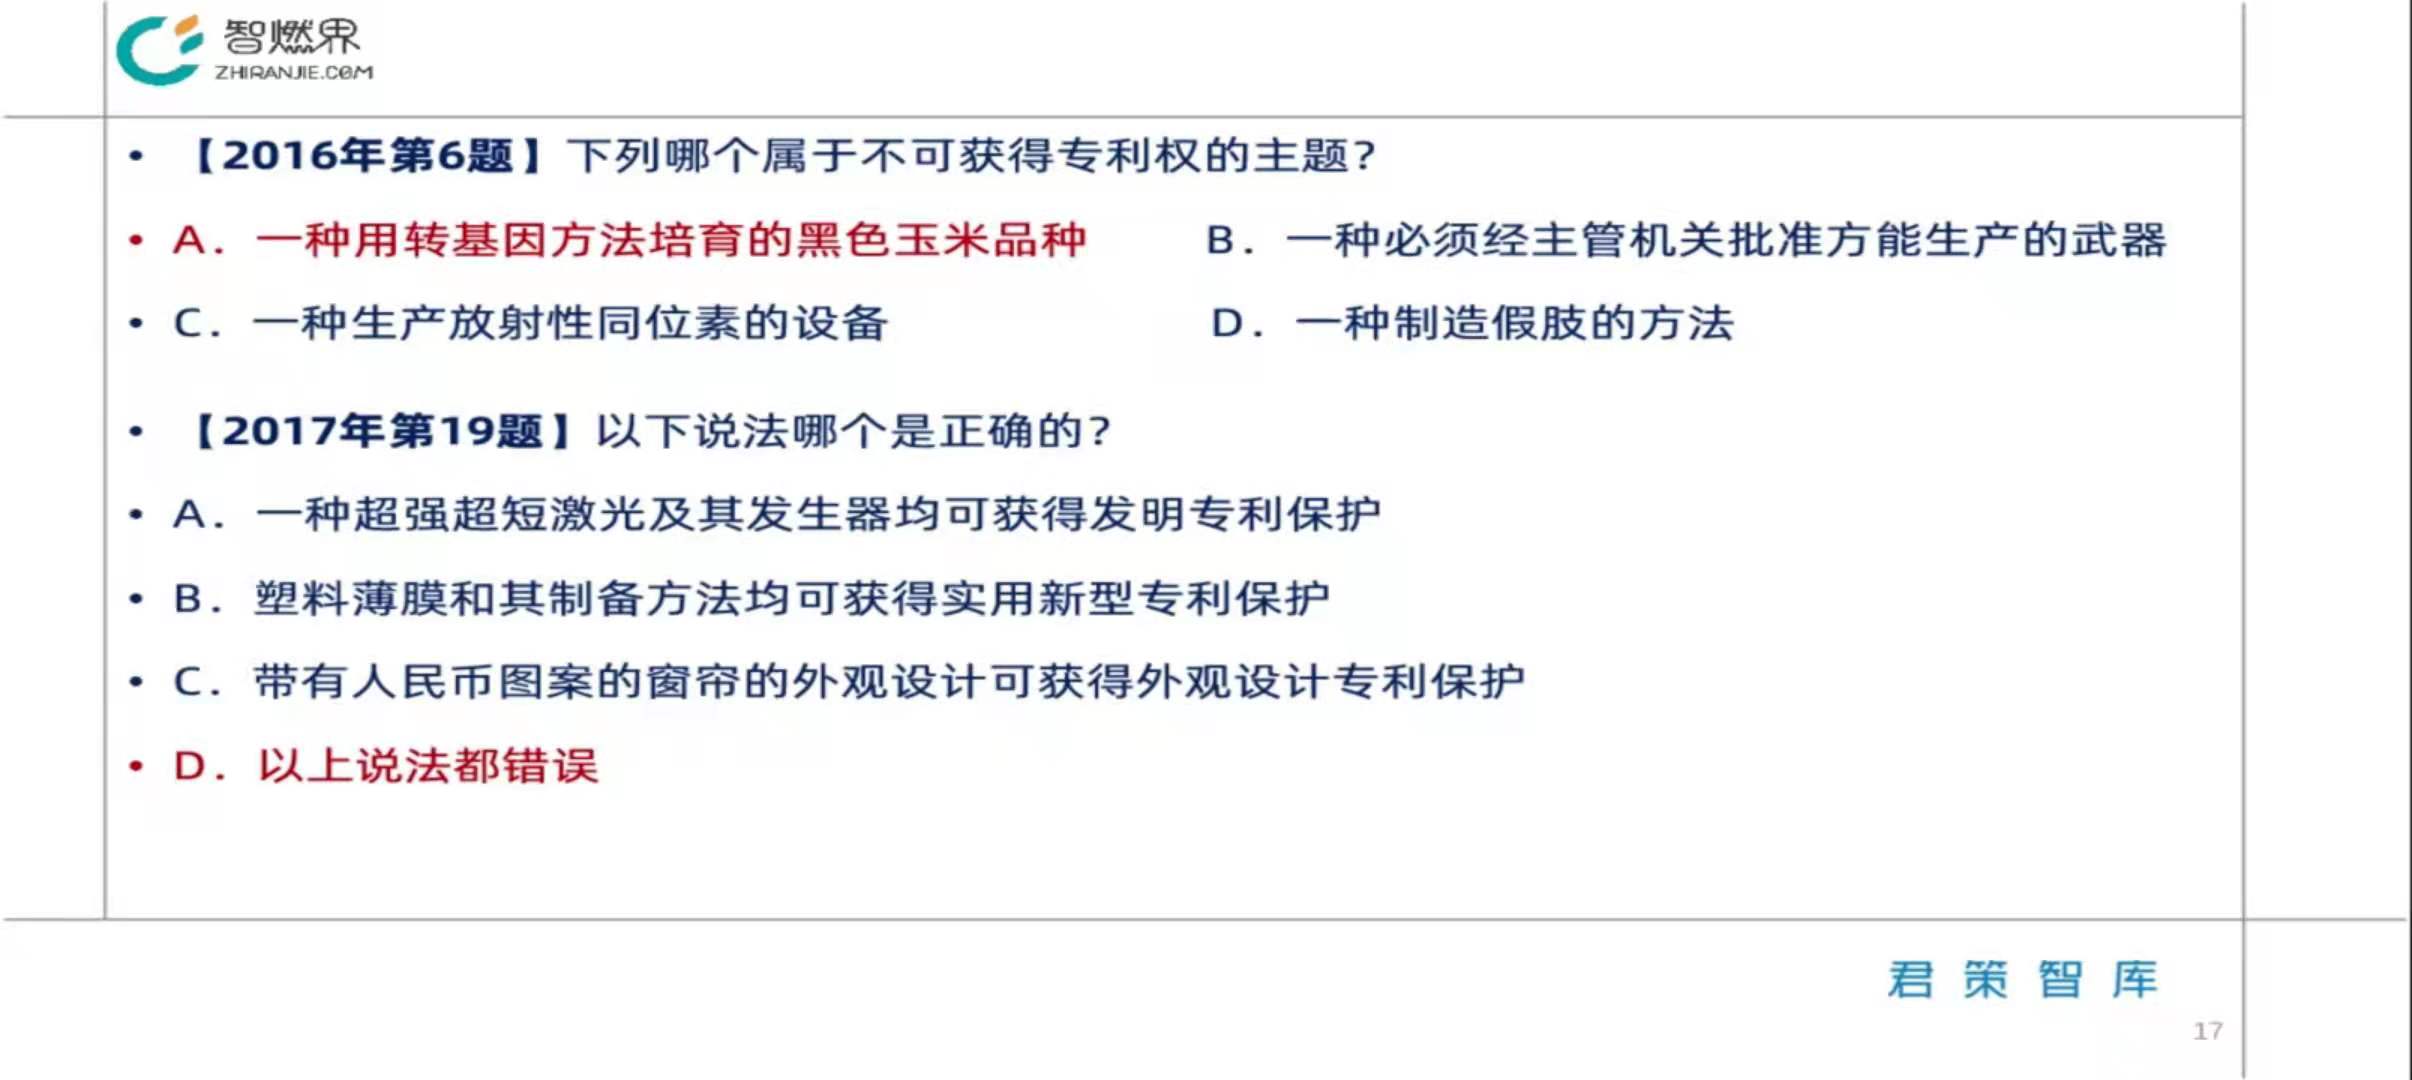 智燃界
ZHIRANJIE.COM
• 【2016年第6题】下列哪个属于不可获得专利权的主题?
• A. 一种用转基因方法培育的黑色玉米品种 B. 一种必须经主管机关批准方能生产的武器
• C. 一种生产放射性同位素的设备 D. 一种制造假肢的方法
• 【2017年第19题】以下说法哪个是正确的?
• A. 一种超强超短激光及其发生器均可获得发明专利保护
• B. 塑料薄膜和其制备方法均可获得实用新型专利保护
• C. 带有人民币图案的窗帘的外观设计可获得外观设计专利保护
• D. 以上说法都错误
君策智库
17